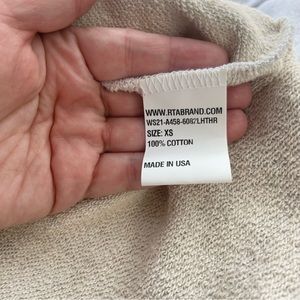 WWW.RTABRAND.COM
WS21-A458-6082LHTHR
SIZE: XS
100% COTTON
MADE IN USA